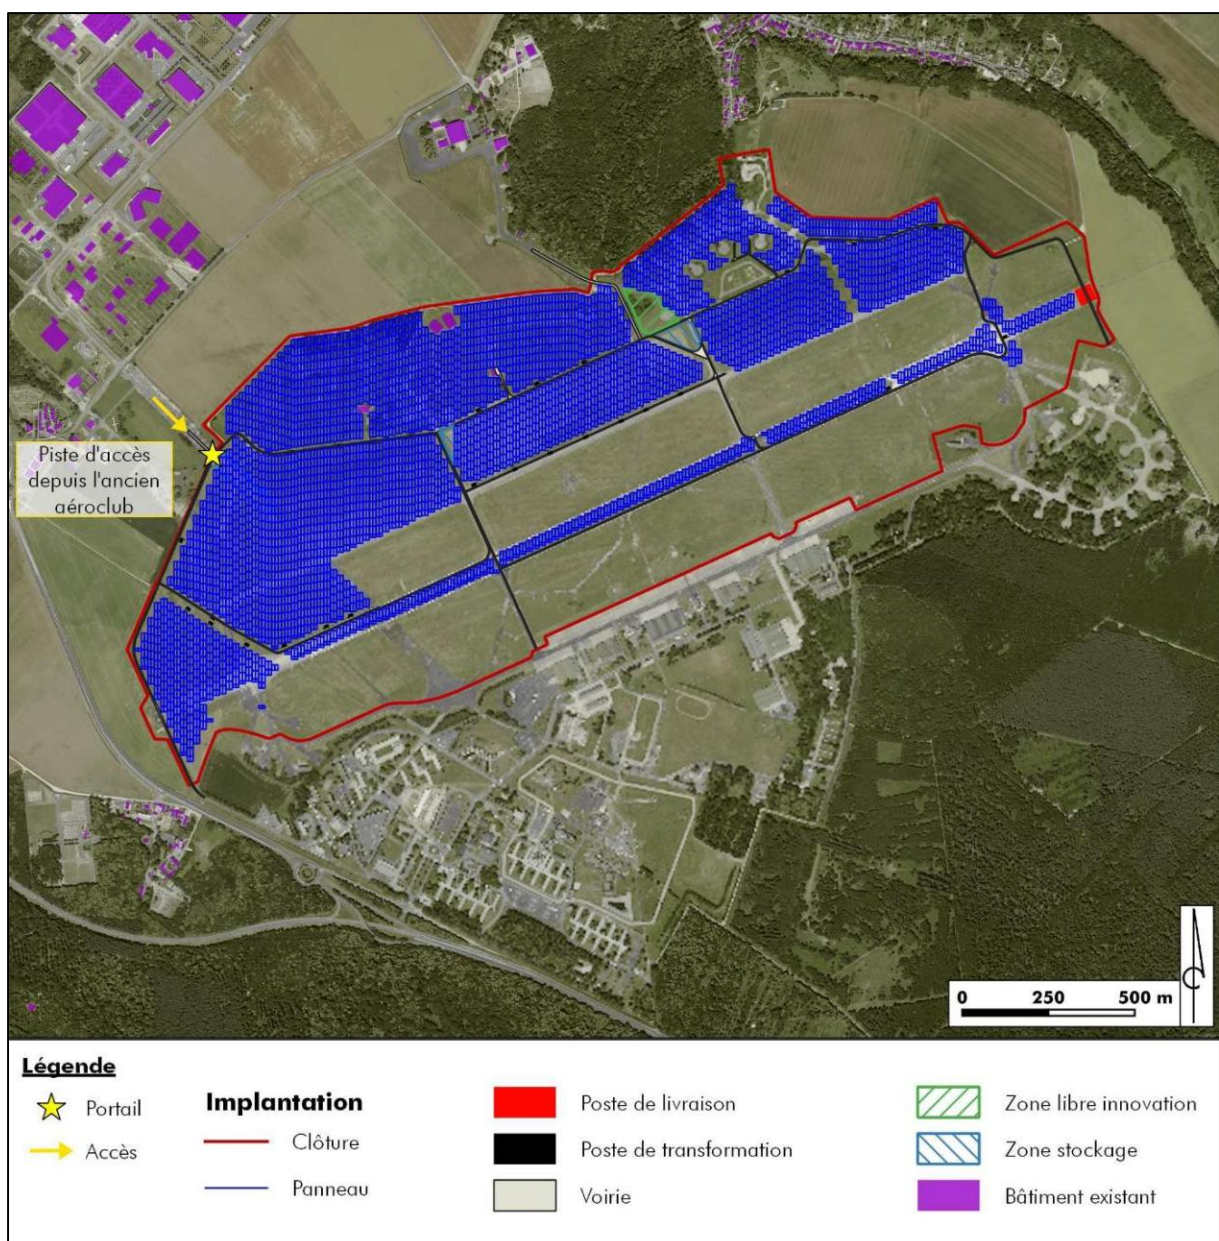 Piste d'accès
depuis l'ancien
aéroclub
0 250 500 m
Légende
Portail
Accès
Implantation
Clôture
Panneau
Poste de livraison
Poste de transformation
Voirie
Zone libre innovation
Zone stockage
Bâtiment existant